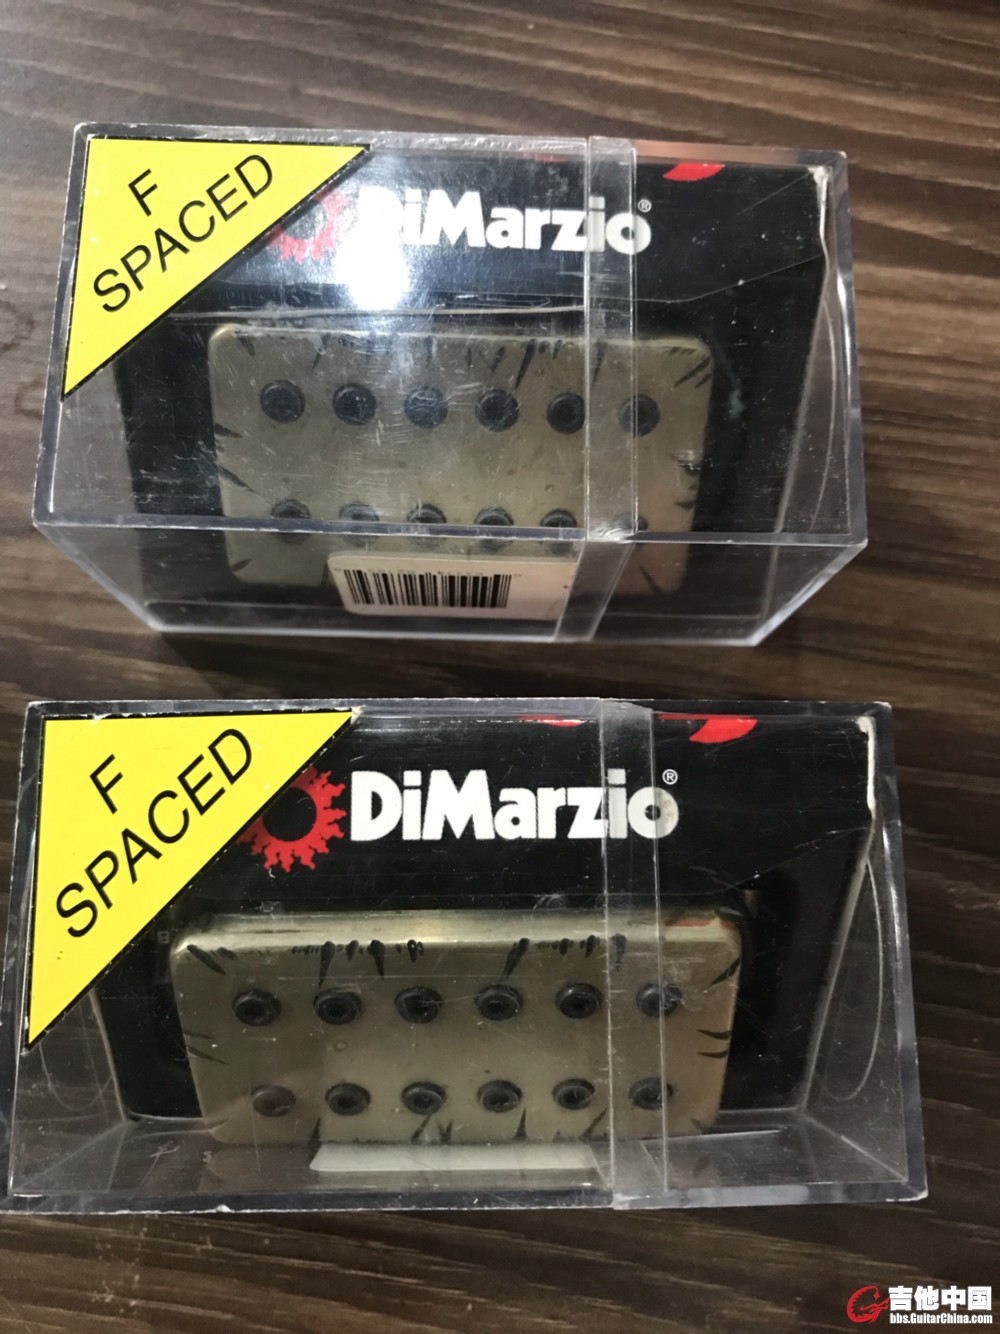 F
SPACED
DiMarzio®
F
SPACED
DiMarzio®
吉他中国
bbs.GuitarChina.com